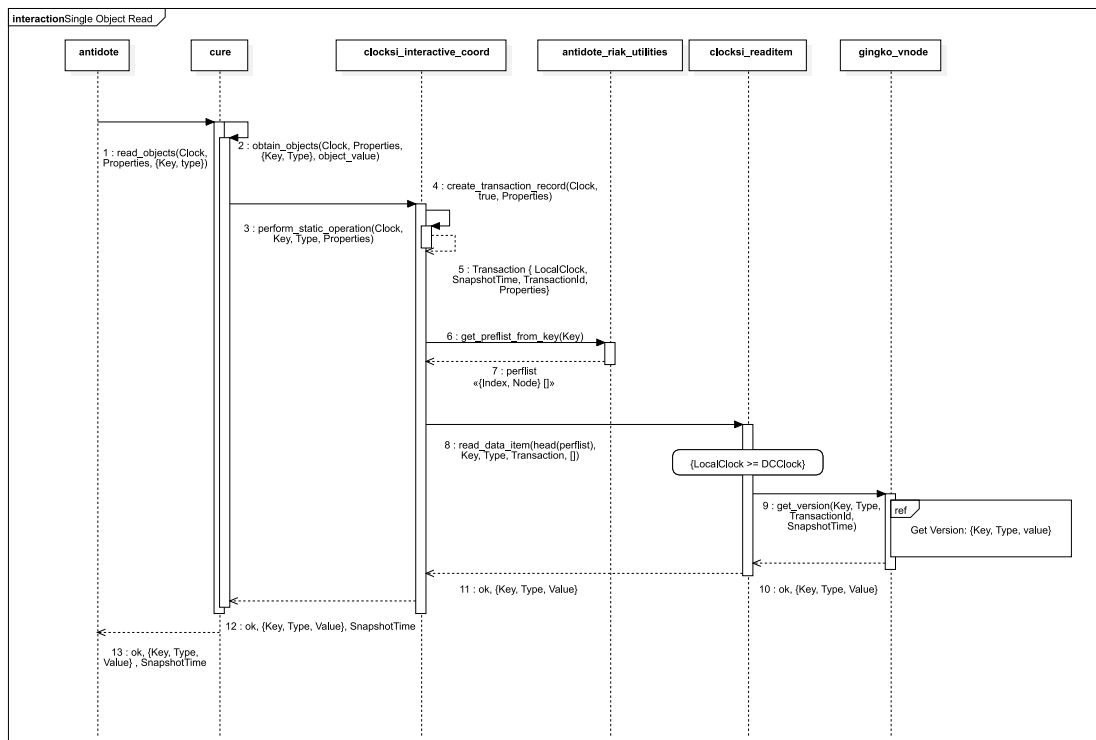 interactionSingle Object Read
antidote
cure
clocksi_interactive_coord
antidote_riak_utilities
clocksi_readitem
gingko_vnode
1 : read_objects(Clock,
Properties, {Key, type})
2 : obtain_objects(Clock, Properties,
{Key, Type}, object_value)
3 : perform_static_operation(Clock,
Key, Type, Properties)
4 : create_transaction_record(Clock,
true, Properties)
5 : Transaction { LocalClock,
SnapshotTime, TransactionId,
Properties}
6 : get_preflist_from_key(Key)
7 : perflist
«{Index, Node} []»
8 : read_data_item(head(perflist),
Key, Type, Transaction, [])
{LocalClock >= DCClock}
9 : get_version(Key, Type,
TransactionId,
SnapshotTime)
ref
Get Version: {Key, Type, value}
10 : ok, {Key, Type, Value}
11 : ok, {Key, Type, Value}
12 : ok, {Key, Type, Value}, SnapshotTime
13 : ok, {Key, Type,
Value} , SnapshotTime